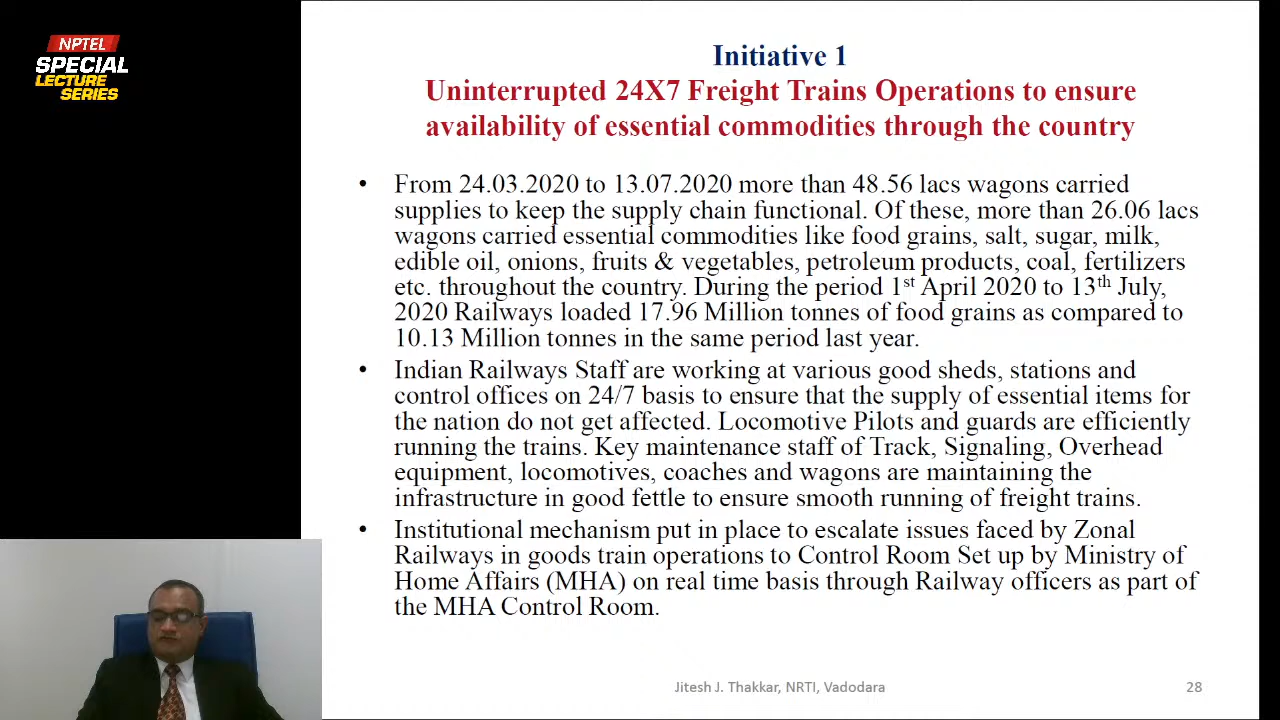 NPTEL
SPECIAL
LECTURE
SERIES
Initiative 1
Uninterrupted 24X7 Freight Trains Operations to ensure
availability of essential commodities through the country
• From 24.03.2020 to 13.07.2020 more than 48.56 lacs wagons carried
supplies to keep the supply chain functional. Of these, more than 26.06 lacs
wagons carried essential commodities like food grains, salt, sugar, milk,
edible oil, onions, fruits & vegetables, petroleum products, coal, fertilizers
etc. throughout the country. During the period 1st April 2020 to 13th July,
2020 Railways loaded 17.96 Million tonnes of food grains as compared to
10.13 Million tonnes in the same period last year.
• Indian Railways Staff are working at various good sheds, stations and
control offices on 24/7 basis to ensure that the supply of essential items for
the nation do not get affected. Locomotive Pilots and guards are efficiently
running the trains. Key maintenance staff of Track, Signaling, Overhead
equipment, locomotives, coaches and wagons are maintaining the
infrastructure in good fettle to ensure smooth running of freight trains.
• Institutional mechanism put in place to escalate issues faced by Zonal
Railways in goods train operations to Control Room Set up by Ministry of
Home Affairs (MHA) on real time basis through Railway officers as part of
the MHA Control Room.
Jitesh J. Thakkar, NRTI, Vadodara
28